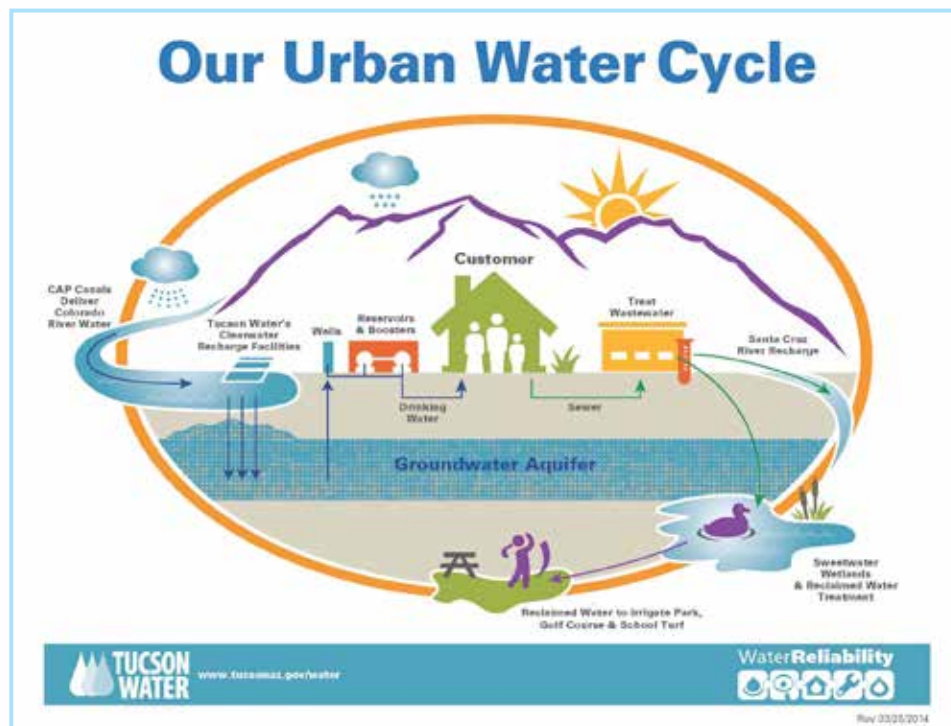 Our Urban Water Cycle
CAP Canals
Deliver
Colorado
River Water
Tucson Water's
Clearwater
Recharge Facilities
Wells
Reservoirs
& Boosters
Customer
Treat
Wastewater
Santa Cruz
River Recharge
Drinking
Water
Sewer
Groundwater Aquifer
Sweetwater
Wetlands
& Reclaimed Water
Treatment
Reclaimed Water to Irrigate Park,
Golf Course & School Turf
TUCSON
WATER
www.tucsonaz.gov/water
WaterReliability
Rev 03/25/2014